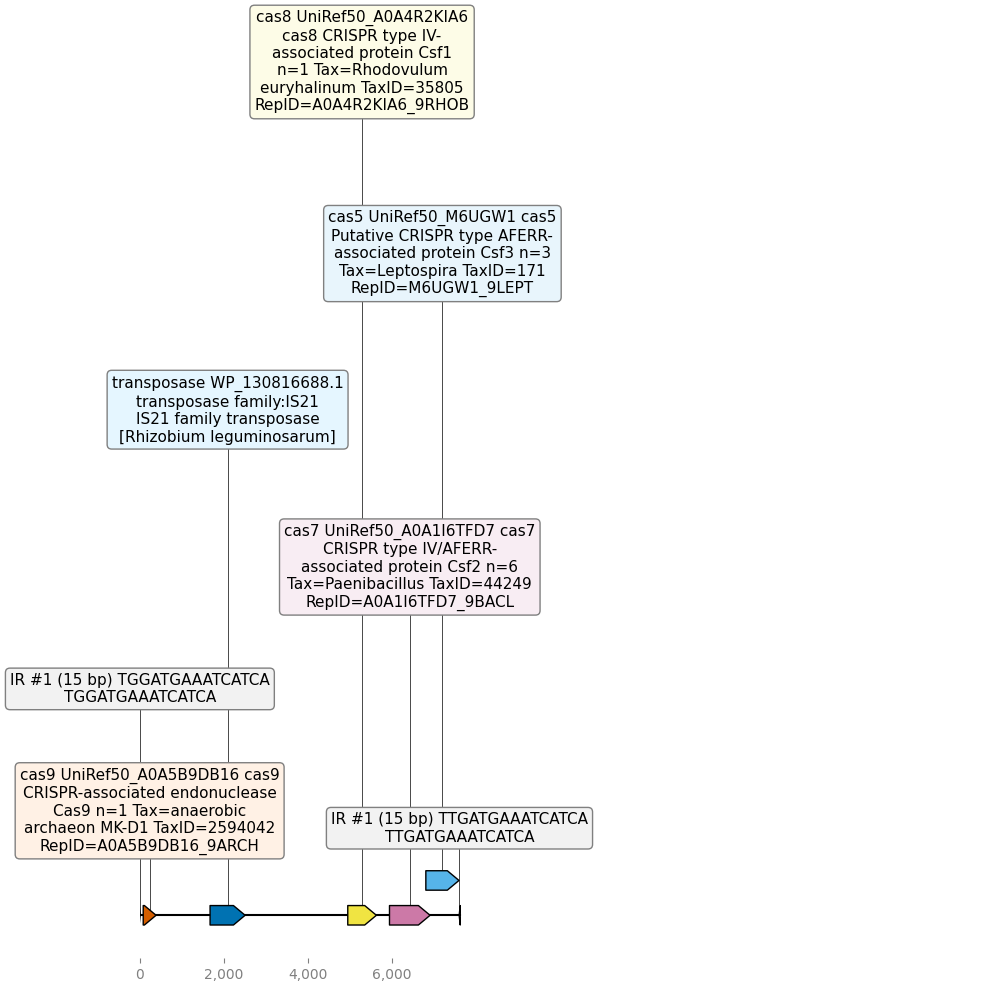 cas8 UniRef50_A0A4R2KIA6
cas8 CRISPR type IV-
associated protein Csf1
n=1 Tax=Rhodovulum
euryhalinum TaxID=35805
RepID=A0A4R2KIA6_9RHOB
cas5 UniRef50_M6UGW1 cas5
Putative CRISPR type AFERR-
associated protein Csf3 n=3
Tax=Leptospira TaxID=171
RepID=M6UGW1_9LEPT
transposase WP_130816688.1
transposase family:IS21
IS21 family transposase
[Rhizobium leguminosarum]
cas7 UniRef50_A0A1I6TFD7 cas7
CRISPR type IV/AFERR-
associated protein Csf2 n=6
Tax=Paenibacillus TaxID=44249
RepID=A0A1I6TFD7_9BACL
IR #1 (15 bp) TGGATGAAATCATCA
TGGATGAAATCATCA
cas9 UniRef50_A0A5B9DB16 cas9
CRISPR-associated endonuclease
Cas9 n=1 Tax=anaerobic
archaeon MK-D1 TaxID=2594042
RepID=A0A5B9DB16_9ARCH
IR #1 (15 bp) TTGATGAAATCATCA
TTGATGAAATCATCA
0 2,000 4,000 6,000